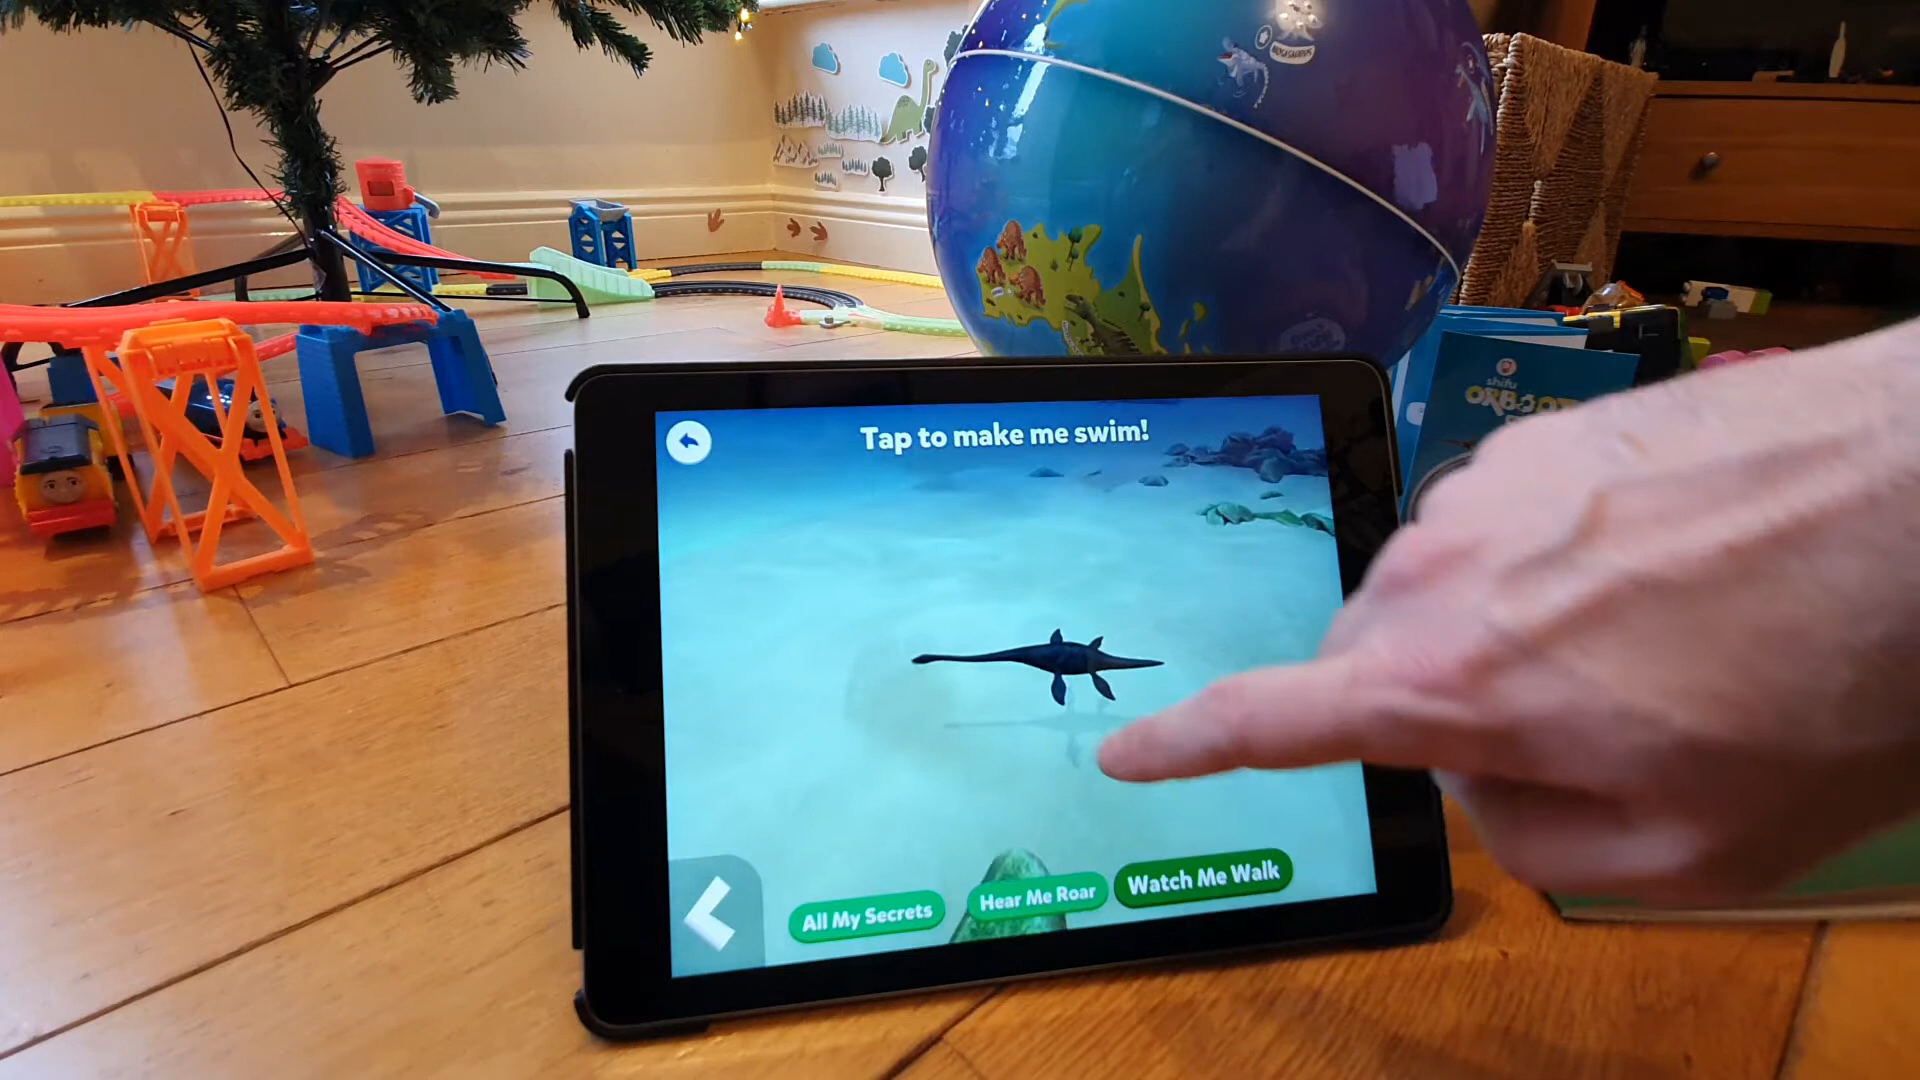 shifu
Tap to make me swim!
All My Secrets
Hear Me Roar
Watch Me Walk